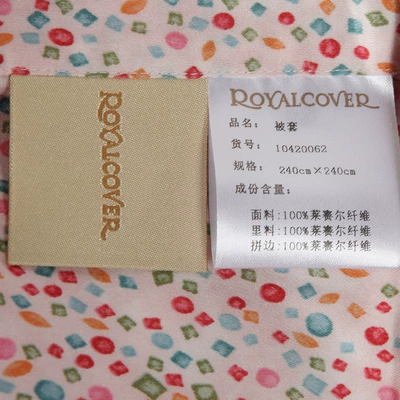 ROYALCOVER
ROYALCOVER
品名: 被套
货号: 10420062
规格: 240cm×240cm
成份含量:
面料:100%莱赛尔纤维
里料:100%莱赛尔纤维
拼边:100%莱赛尔纤维